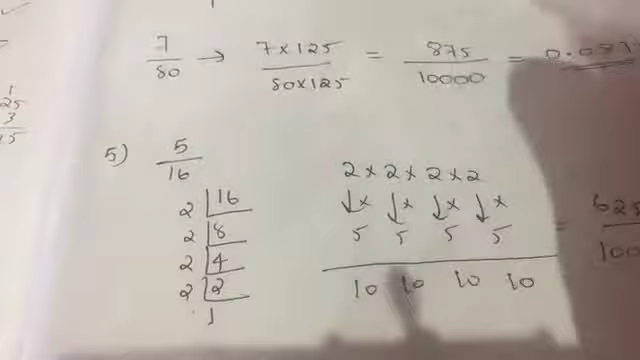 7/80 → 7×125/80×125 = 875/10000 =
5) 5/16
2 × 2 × 2 × 2
2 | 16
↓× ↓× ↓× ↓×
2 | 8
5 5 5 5
2 | 4
10 10 10 10
2 | 2
1